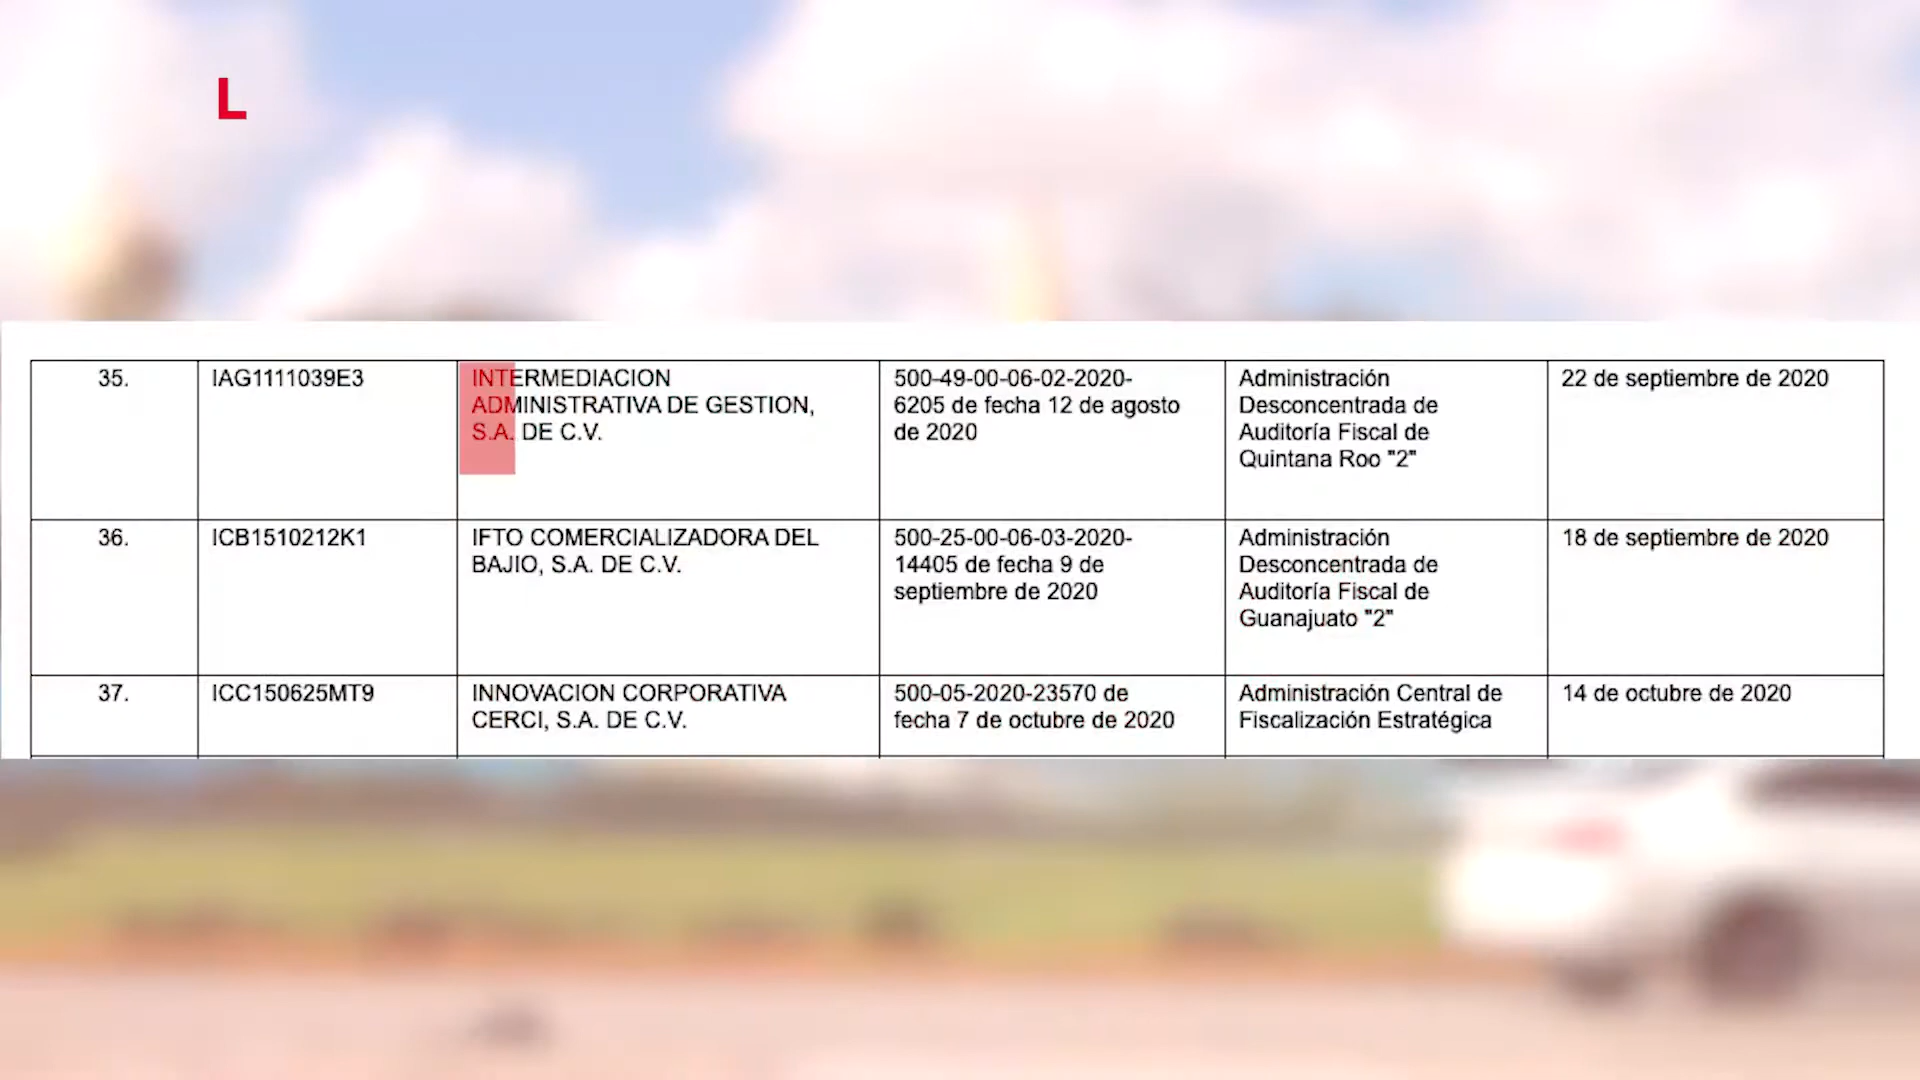 L
35.
IAG1111039E3
INTERMEDIACION
ADMINISTRATIVA DE GESTION,
S.A. DE C.V.
500-49-00-06-02-2020-
6205 de fecha 12 de agosto
de 2020
Administración
Desconcentrada de
Auditoría Fiscal de
Quintana Roo "2"
22 de septiembre de 2020
36.
ICB1510212K1
IFTO COMERCIALIZADORA DEL
BAJIO, S.A. DE C.V.
500-25-00-06-03-2020-
14405 de fecha 9 de
septiembre de 2020
Administración
Desconcentrada de
Auditoría Fiscal de
Guanajuato "2"
18 de septiembre de 2020
37.
ICC150625MT9
INNOVACION CORPORATIVA
CERCI, S.A. DE C.V.
500-05-2020-23570 de
fecha 7 de octubre de 2020
Administración Central de
Fiscalización Estratégica
14 de octubre de 2020